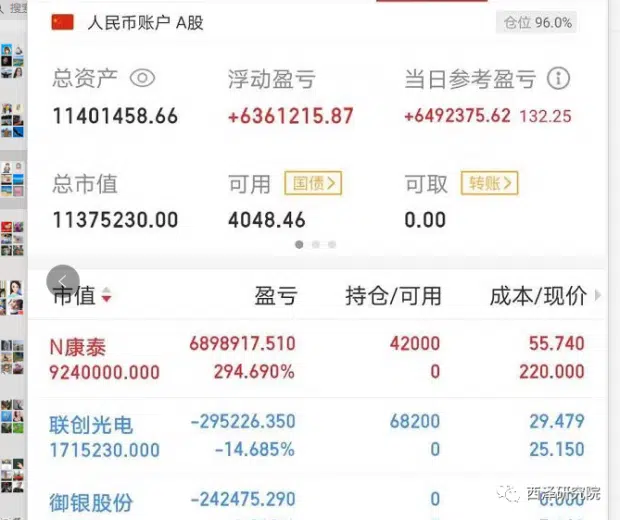 搜索
人民币账户 A股
仓位 96.0%
总资产 浮动盈亏 当日参考盈亏
11401458.66 +6361215.87 +6492375.62 132.25
总市值 可用 国债> 可取 转账>
11375230.00 4048.46 0.00
市值 盈亏 持仓/可用 成本/现价
N康泰 6898917.510 42000 55.740
9240000.000 294.690% 0 220.000
联创光电 -295226.350 68200 29.479
1715230.000 -14.685% 0 25.150
御银股份 -242475.290 0 0.000
西泽研究院